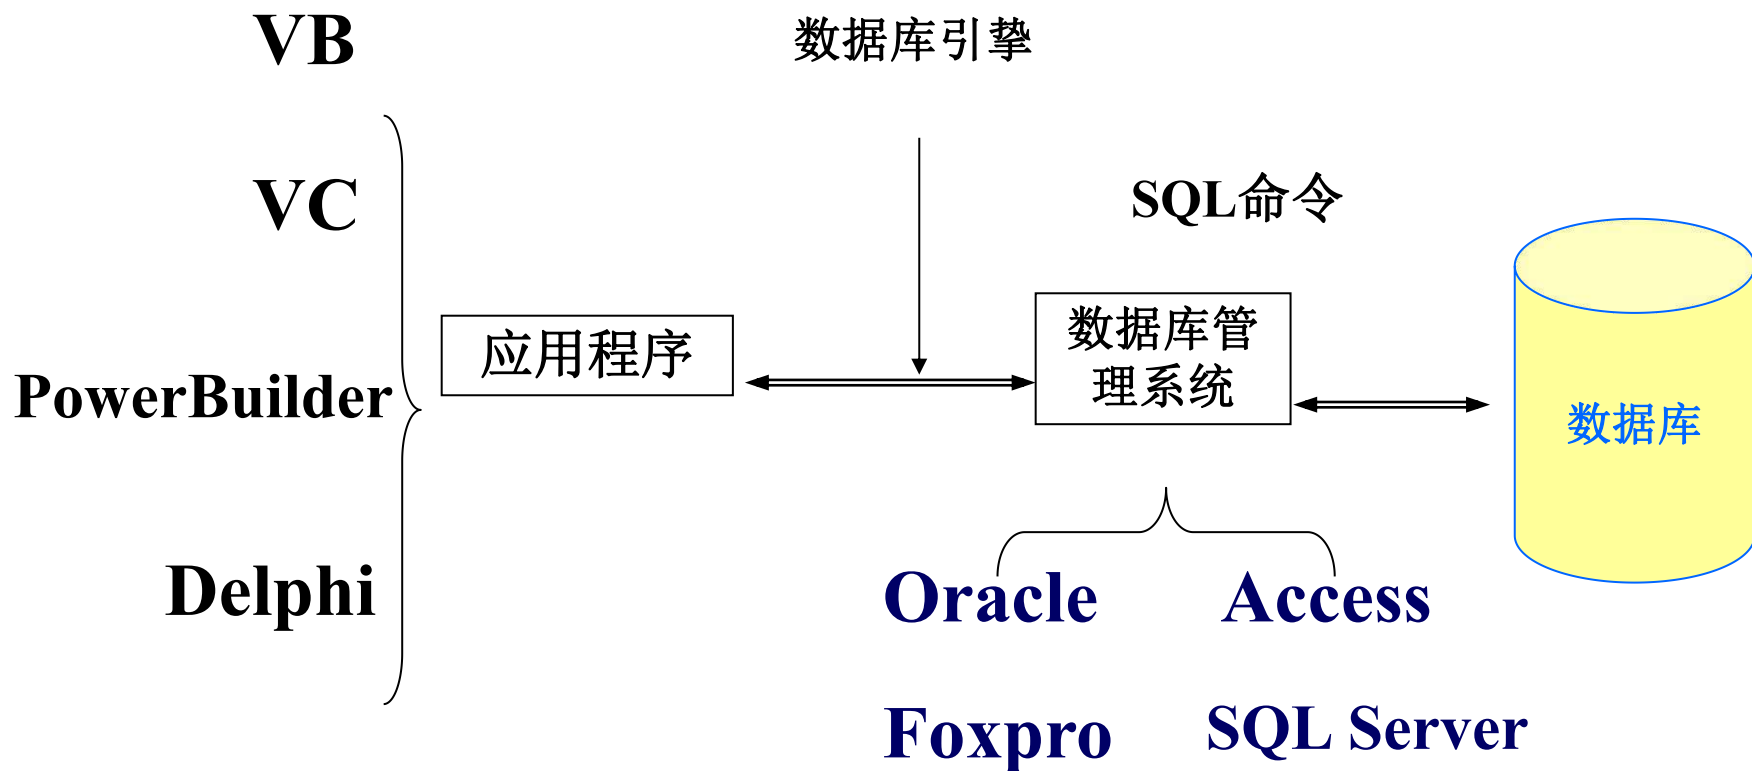 VB
数据库引挚
VC
SQL命令
应用程序
数据库管
理系统
PowerBuilder
数据库
Delphi
Oracle
Access
Foxpro
SQL Server